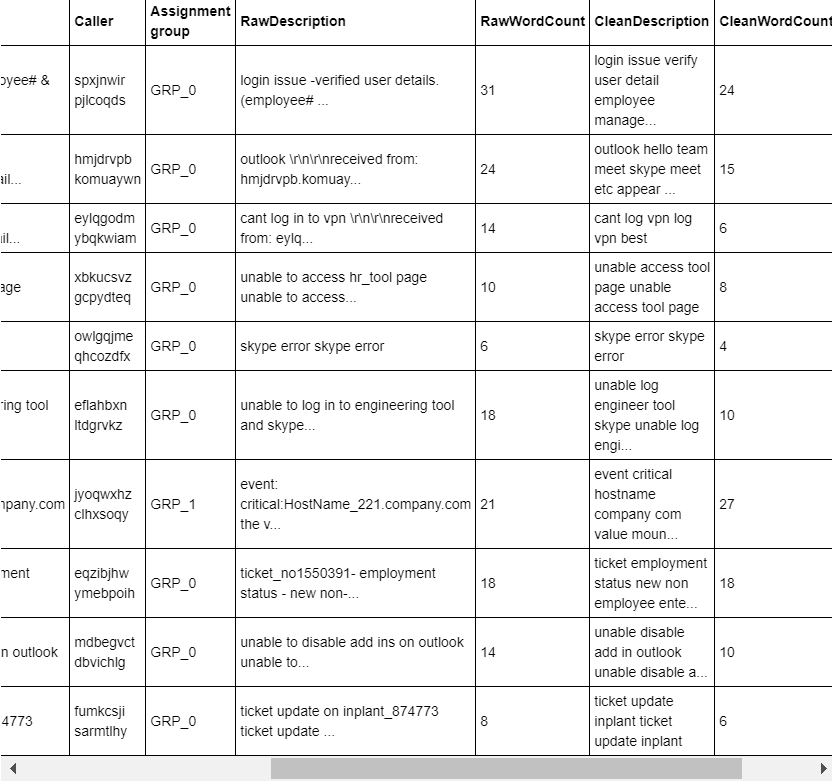 Caller Assignment group RawDescription RawWordCount CleanDescription CleanWordCount
oyee# & spxjnwir pjlcoqds GRP_0 login issue -verified user details. (employee# ... 31 login issue verify user detail employee manage... 24
ail... hmjdrvpb komuaywn GRP_0 outlook \r\n\r\nreceived from: hmjdrvpb.komuay... 24 outlook hello team meet skype meet etc appear ... 15
il... eylqgodm ybqkwiam GRP_0 cant log in to vpn \r\n\r\nreceived from: eylq... 14 cant log vpn log vpn best 6
age xbkucsvz gcpydteq GRP_0 unable to access hr_tool page unable to access... 10 unable access tool page unable access tool page 8
owlgqjme qhcozdfx GRP_0 skype error skype error 6 skype error skype error 4
ring tool eflahbxn ltdgrvkz GRP_0 unable to log in to engineering tool and skype... 18 unable log engineer tool skype unable log engi... 10
npany.com jyoqwxhz clhxsoqy GRP_1 event: critical:HostName_221.company.com the v... 21 event critical hostname company com value moun... 27
ment eqzibjhw ymebpoih GRP_0 ticket_no1550391- employment status - new non-... 18 ticket employment status new non employee ente... 18
n outlook mdbegvct dbvichlg GRP_0 unable to disable add ins on outlook unable to... 14 unable disable add in outlook unable disable a... 10
4773 fumkcsji sarmtlhy GRP_0 ticket update on inplant_874773 ticket update ... 8 ticket update inplant ticket update inplant 6